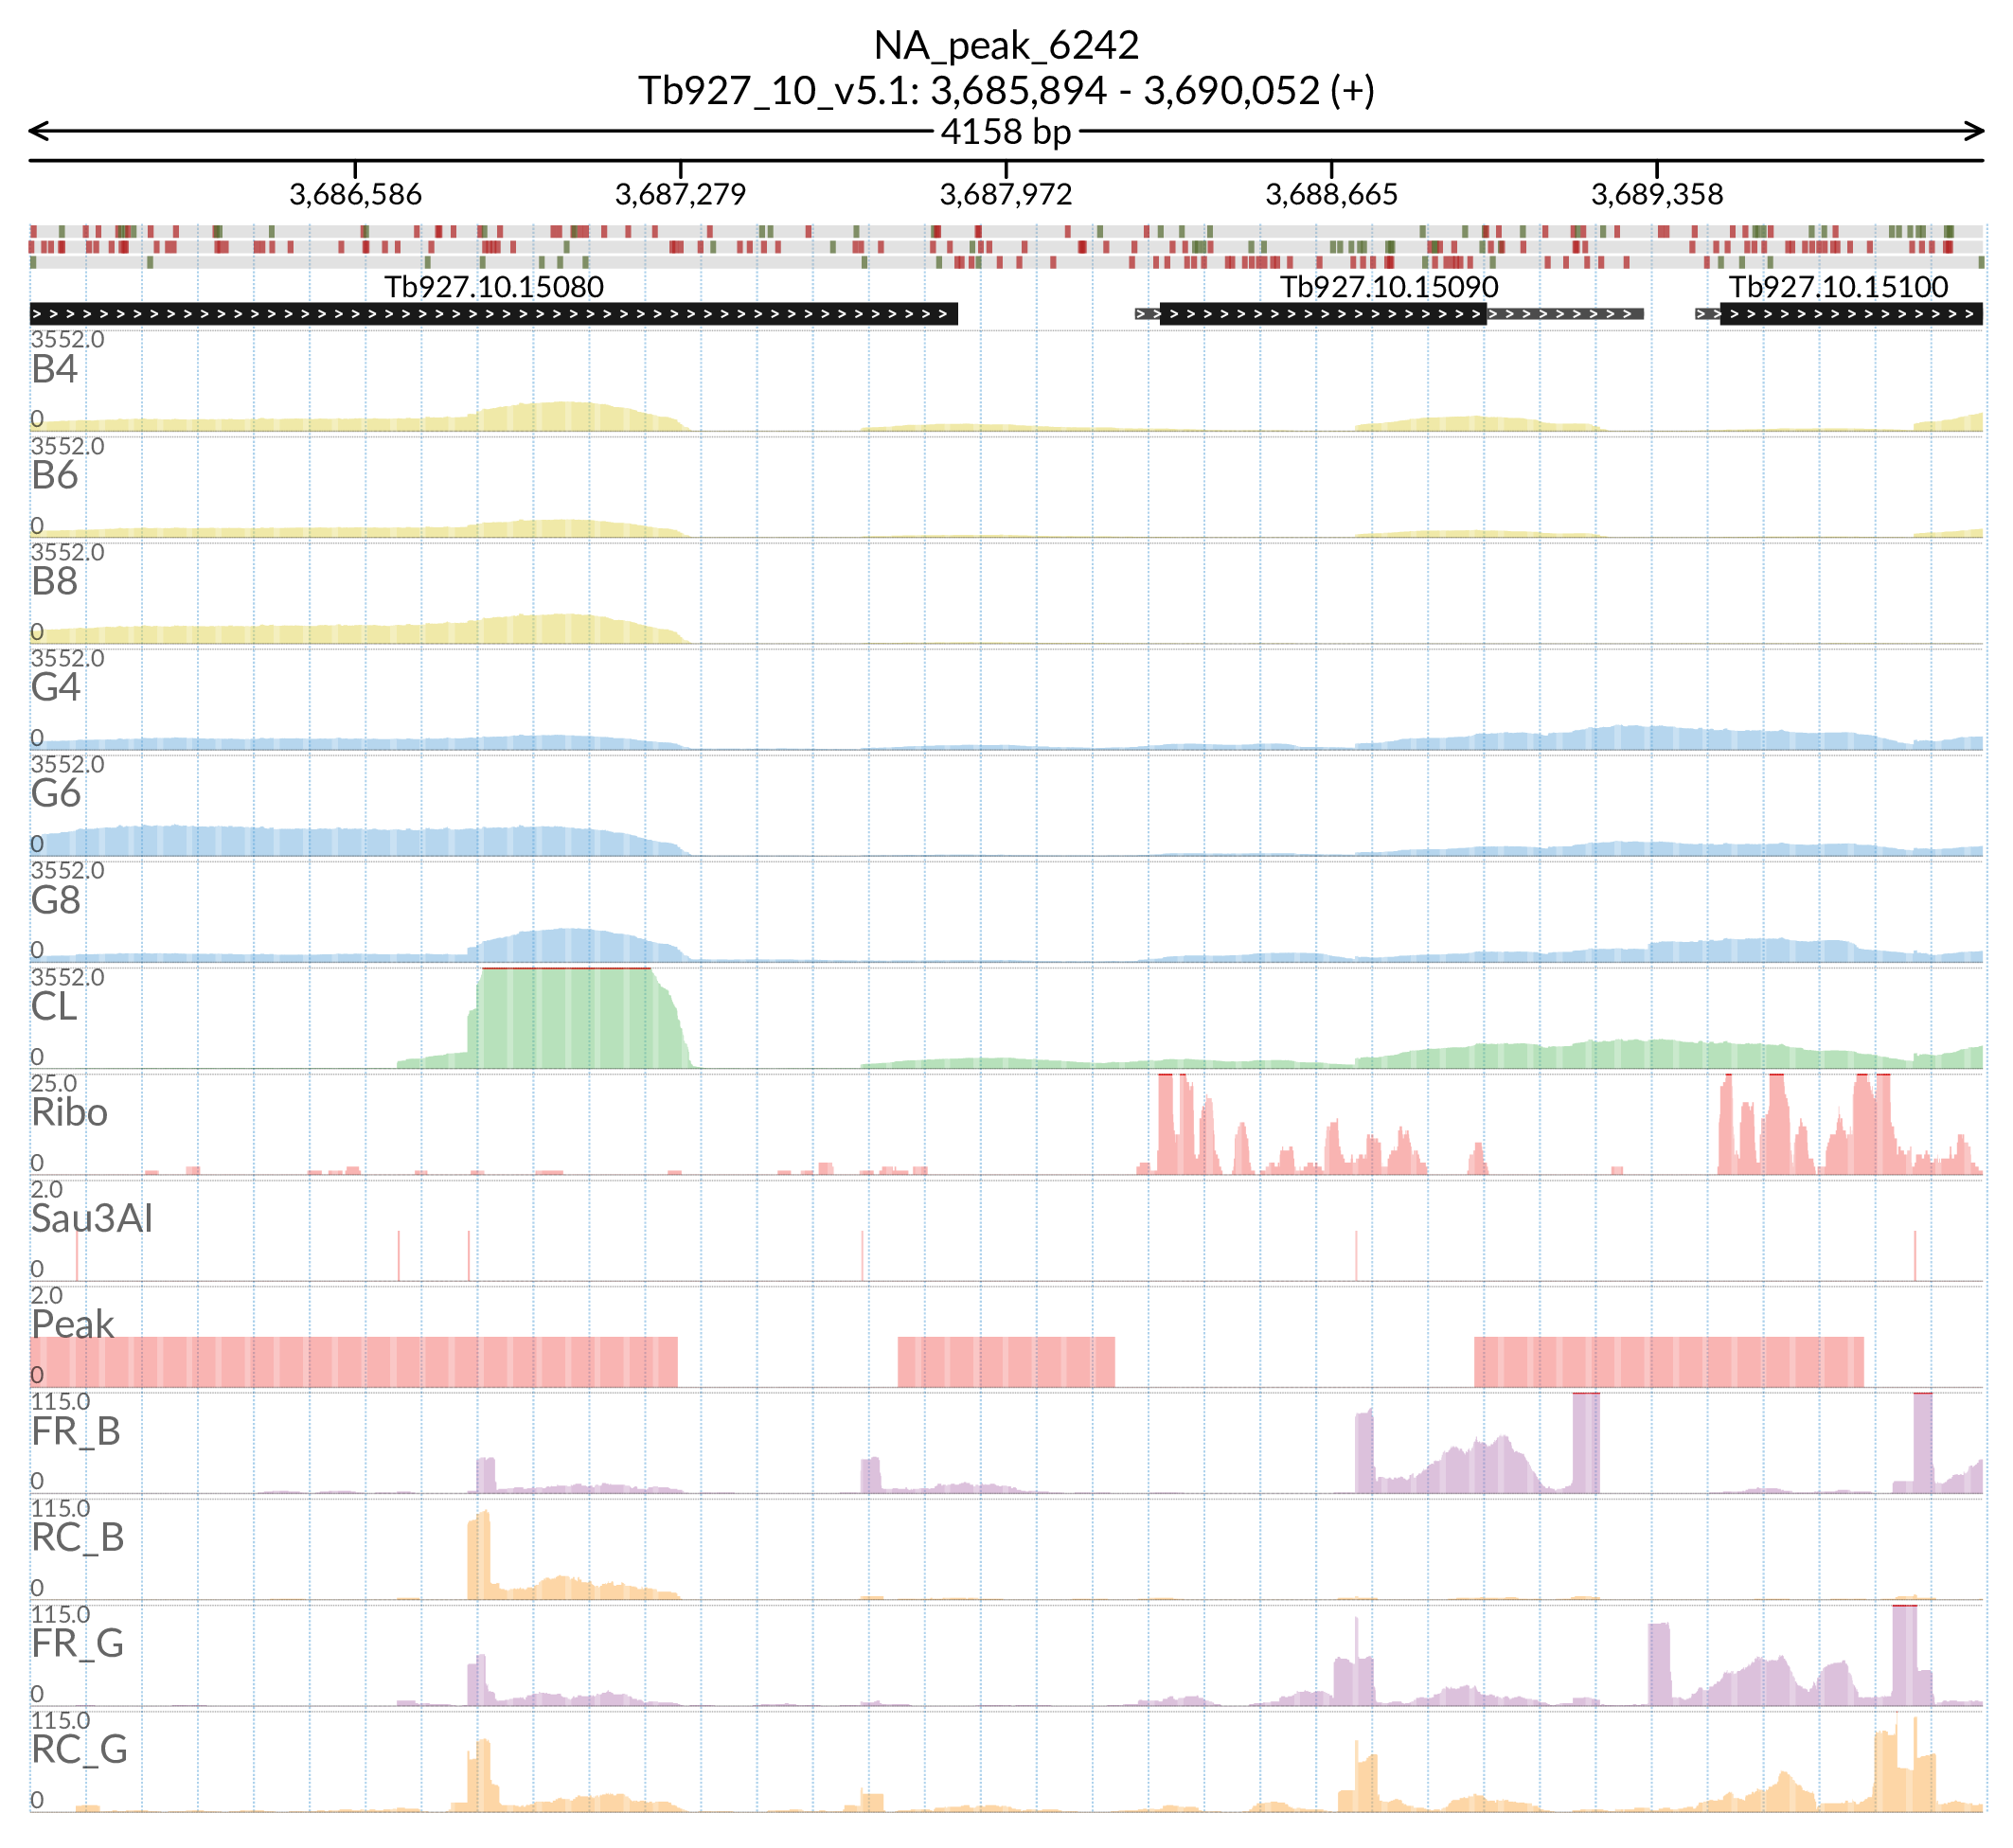 NA_peak_6242
Tb927_10_v5.1: 3,685,894 - 3,690,052 (+)
4158 bp
3,686,586 3,687,279 3,687,972 3,688,665 3,689,358
Tb927.10.15080 Tb927.10.15090 Tb927.10.15100
3552.0
B4
0
3552.0
B6
0
3552.0
B8
0
3552.0
G4
0
3552.0
G6
0
3552.0
G8
0
3552.0
CL
0
25.0
Ribo
0
2.0
Sau3AI
0
2.0
Peak
0
115.0
FR_B
0
115.0
RC_B
0
115.0
FR_G
0
115.0
RC_G
0